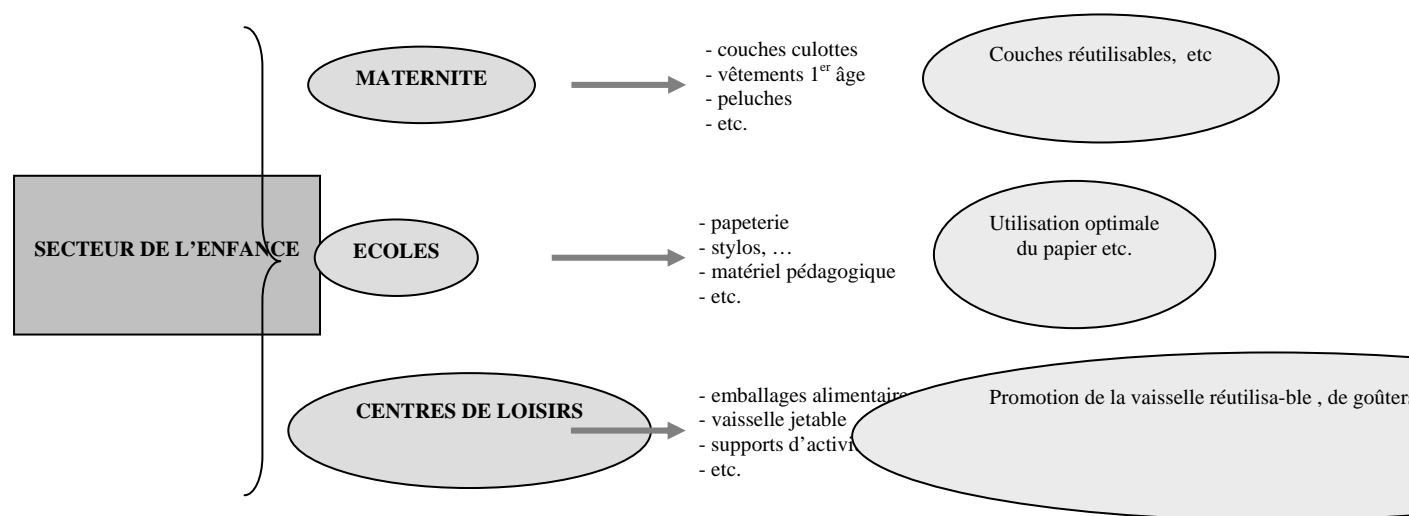 SECTEUR DE L'ENFANCE
MATERNITE
- couches culottes
- vêtements 1er âge
- peluches
- etc.
Couches réutilisables, etc
ECOLES
- papeterie
- stylos, …
- matériel pédagogique
- etc.
Utilisation optimale
du papier etc.
CENTRES DE LOISIRS
- emballages alimentaire
- vaisselle jetable
- supports d'activi
- etc.
Promotion de la vaisselle réutilisa-ble , de goûter